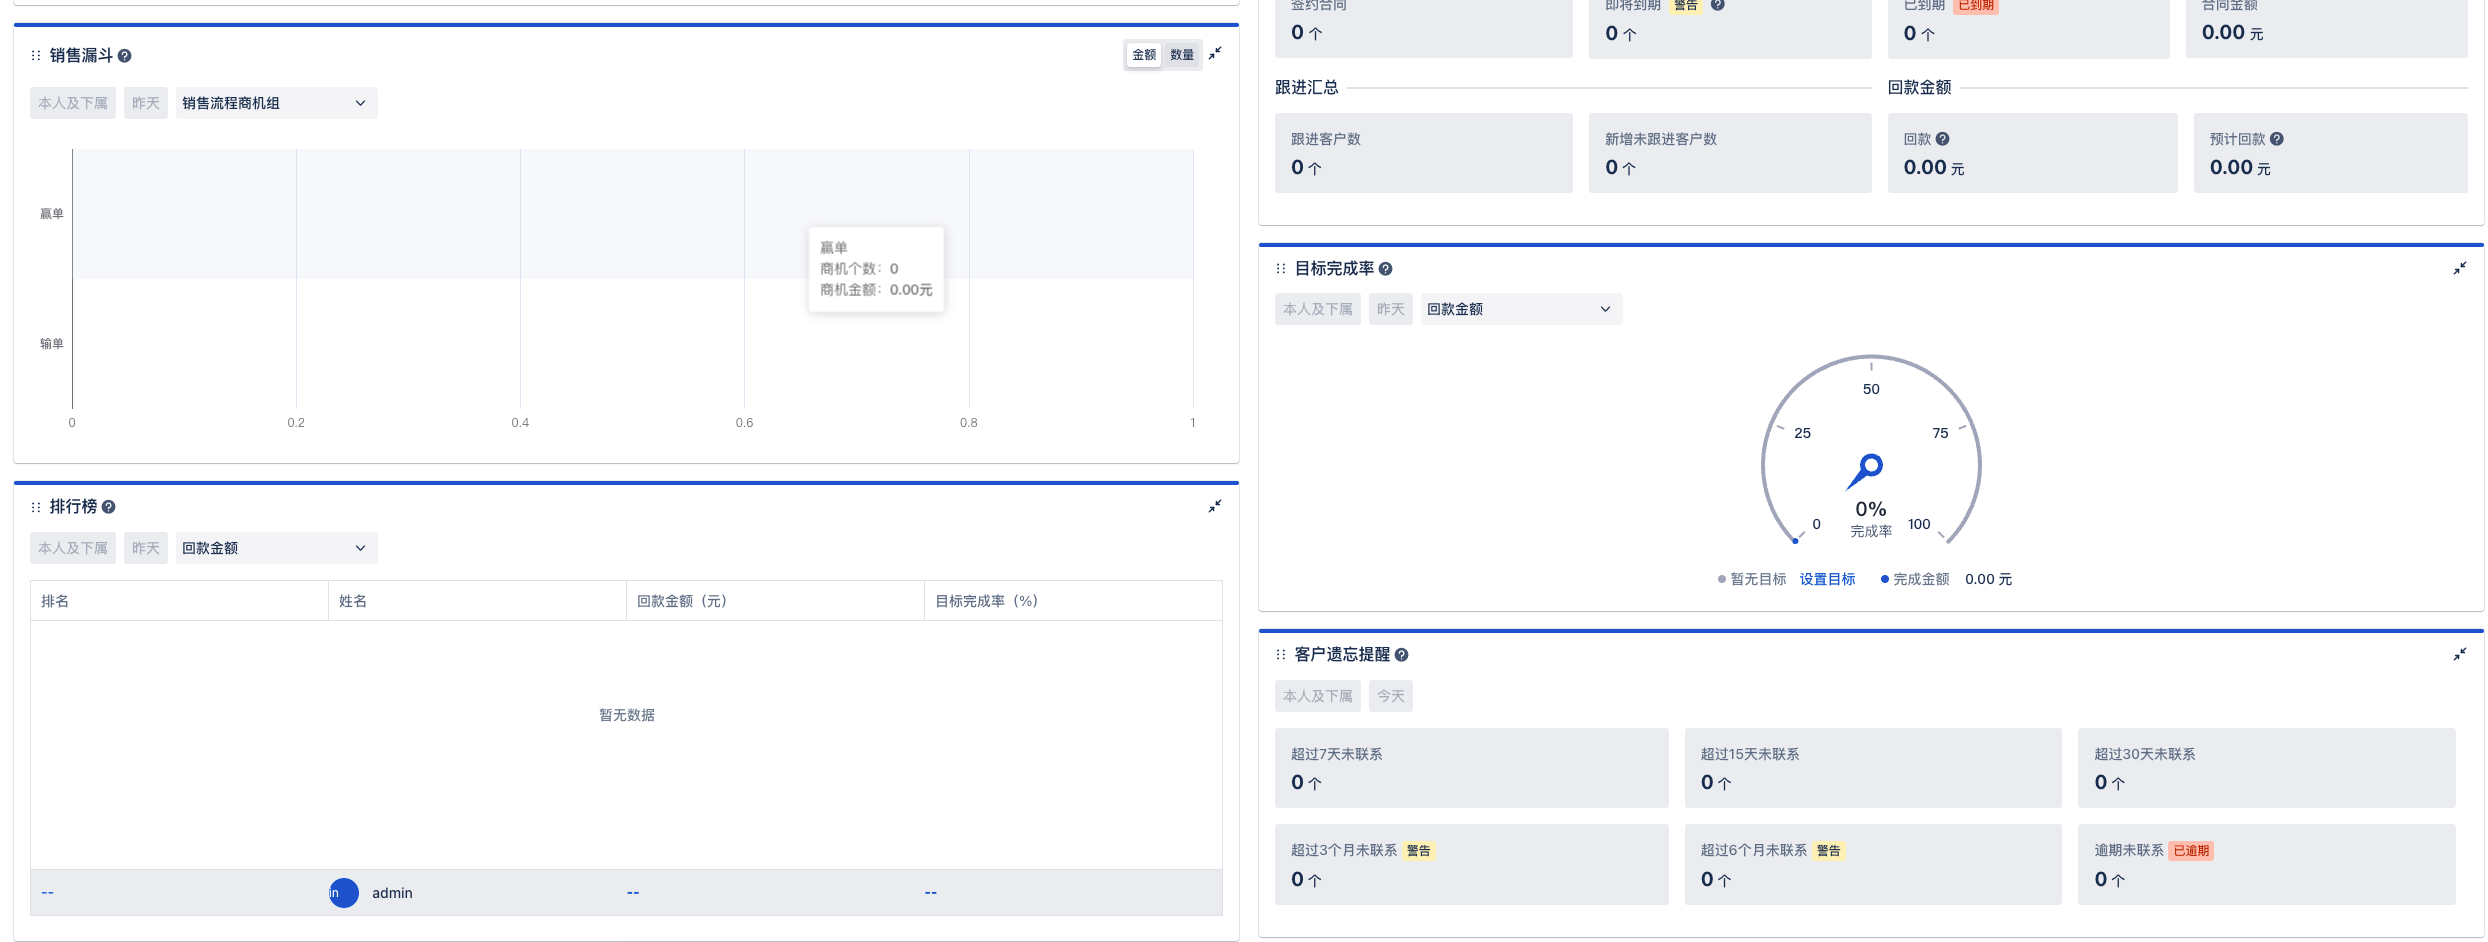 销售漏斗
金额 数量
本人及下属 昨天 销售流程商机组
赢单
输单
赢单
商机个数：0
商机金额：0.00元
0 0.2 0.4 0.6 0.8 1
排行榜
本人及下属 昨天 回款金额
排名 姓名 回款金额（元） 目标完成率（%）
暂无数据
-- in admin -- --
签约合同 即将到期 警告 已到期 已到期 合同金额
0 个 0 个 0 个 0.00 元
跟进汇总 回款金额
跟进客户数 新增未跟进客户数 回款 预计回款
0 个 0 个 0.00 元 0.00 元
目标完成率
本人及下属 昨天 回款金额
50
25 75
0 100
0%
完成率
暂无目标 设置目标 完成金额 0.00 元
客户遗忘提醒
本人及下属 今天
超过7天未联系 超过15天未联系 超过30天未联系
0 个 0 个 0 个
超过3个月未联系 警告 超过6个月未联系 警告 逾期未联系 已逾期
0 个 0 个 0 个